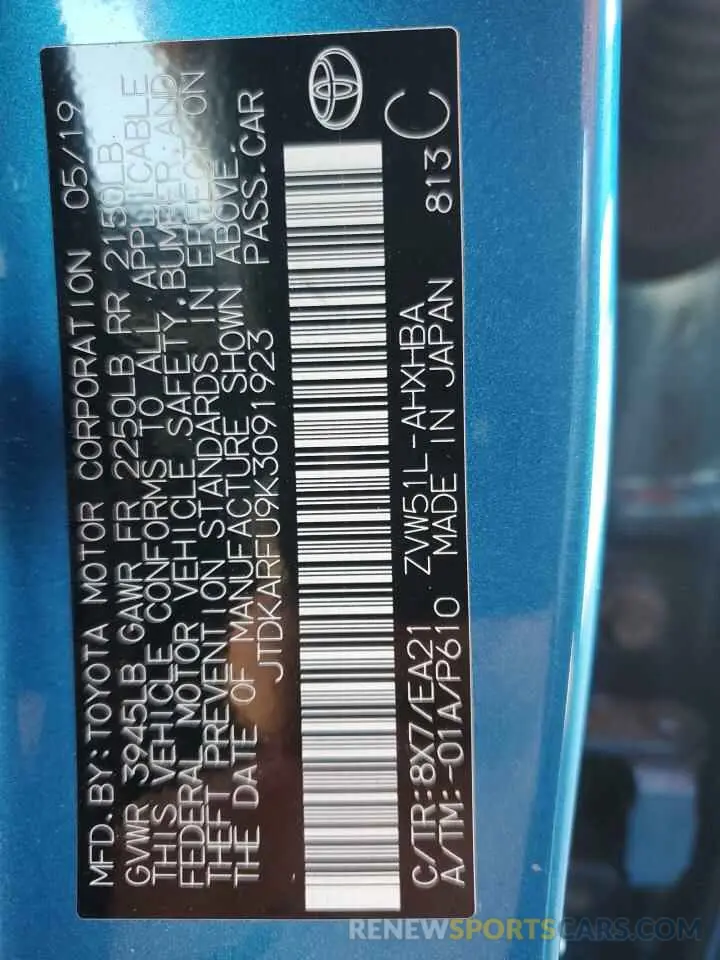 MFD. BY: TOYOTA MOTOR CORPORATION 05/19
GVWR 3945LB GAWR FR 2250LB RR 2150LB
THIS VEHICLE CONFORMS TO ALL APPLICABLE
FEDERAL MOTOR VEHICLE SAFETY, BUMPER, AND
THEFT PREVENTION STANDARDS IN EFFECT ON
THE DATE OF MANUFACTURE SHOWN ABOVE.
JTDKARFU9K3091923 PASS. CAR
C/TR: 8X7/EA21 ZVW51L-AHXHBA 813 C
A/TM: -01A/P610 MADE IN JAPAN
RENEWSPORTSCARS.COM